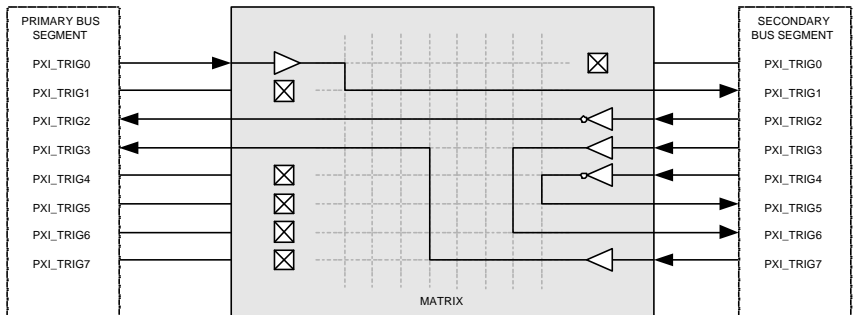 PRIMARY BUS
SEGMENT
PXI_TRIG0
PXI_TRIG1
PXI_TRIG2
PXI_TRIG3
PXI_TRIG4
PXI_TRIG5
PXI_TRIG6
PXI_TRIG7
MATRIX
SECONDARY
BUS SEGMENT
PXI_TRIG0
PXI_TRIG1
PXI_TRIG2
PXI_TRIG3
PXI_TRIG4
PXI_TRIG5
PXI_TRIG6
PXI_TRIG7